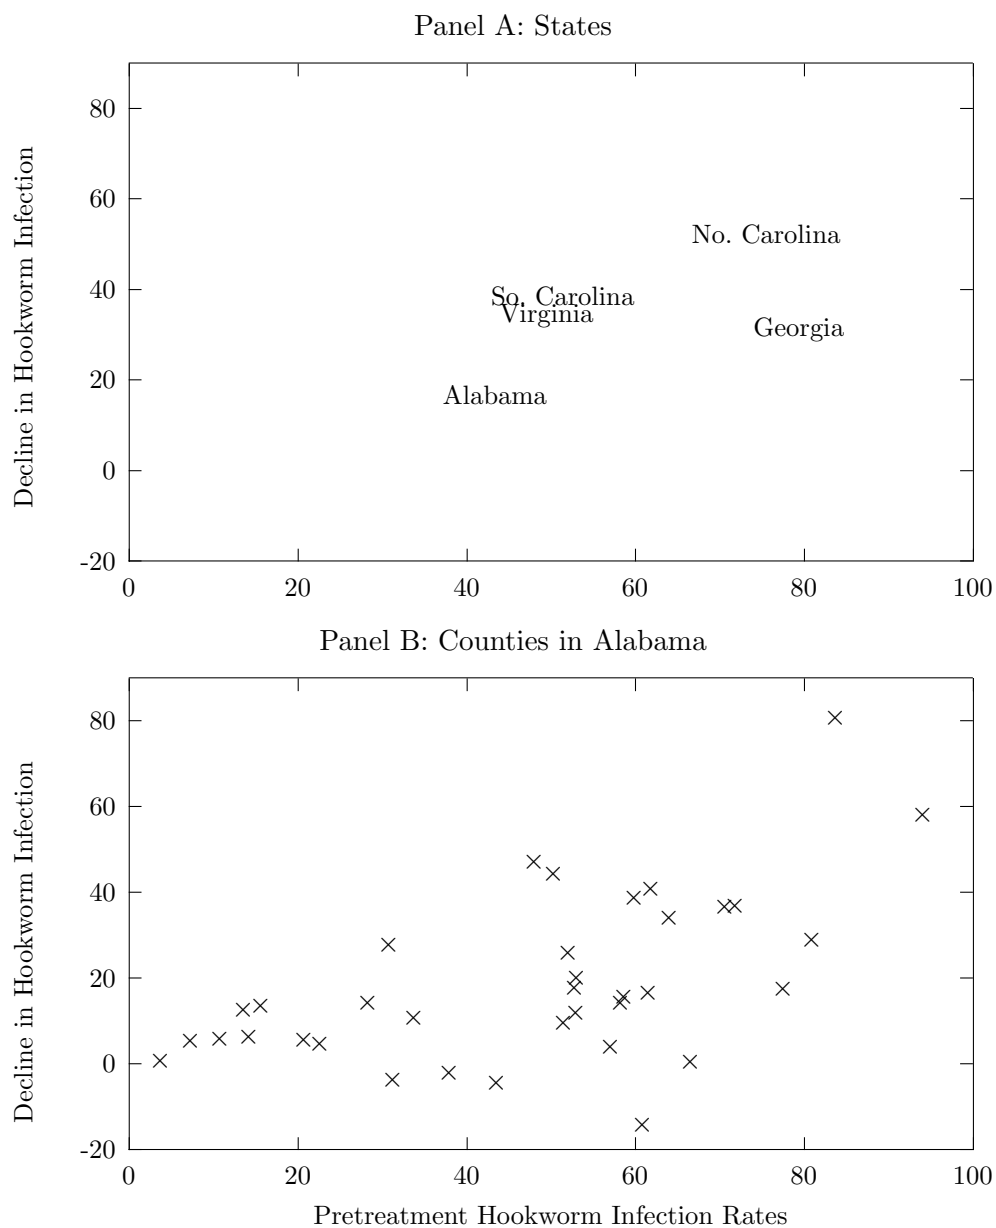 Panel A: States
80
60
40
20
0
-20
Decline in Hookworm Infection
No. Carolina
So. Carolina
Virginia
Georgia
Alabama
0 20 40 60 80 100
Panel B: Counties in Alabama
80
60
40
20
0
-20
Decline in Hookworm Infection
0 20 40 60 80 100
Pretreatment Hookworm Infection Rates